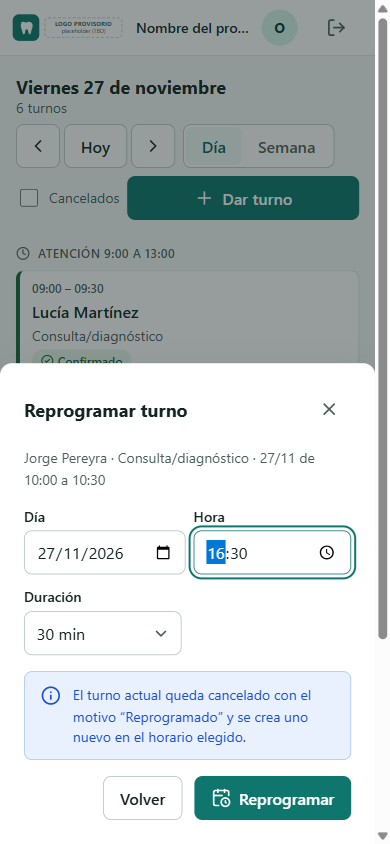 LOGO PROVISORIO
placeholder (TBD)
Nombre del pro...
O
Viernes 27 de noviembre
6 turnos
Hoy
Día
Semana
Cancelados
Dar turno
ATENCIÓN 9:00 A 13:00
09:00 – 09:30
Lucía Martínez
Consulta/diagnóstico
Confirmado
Reprogramar turno
Jorge Pereyra · Consulta/diagnóstico · 27/11 de
10:00 a 10:30
Día
Hora
27/11/2026
16:30
Duración
30 min
El turno actual queda cancelado con el
motivo “Reprogramado” y se crea uno
nuevo en el horario elegido.
Volver
Reprogramar